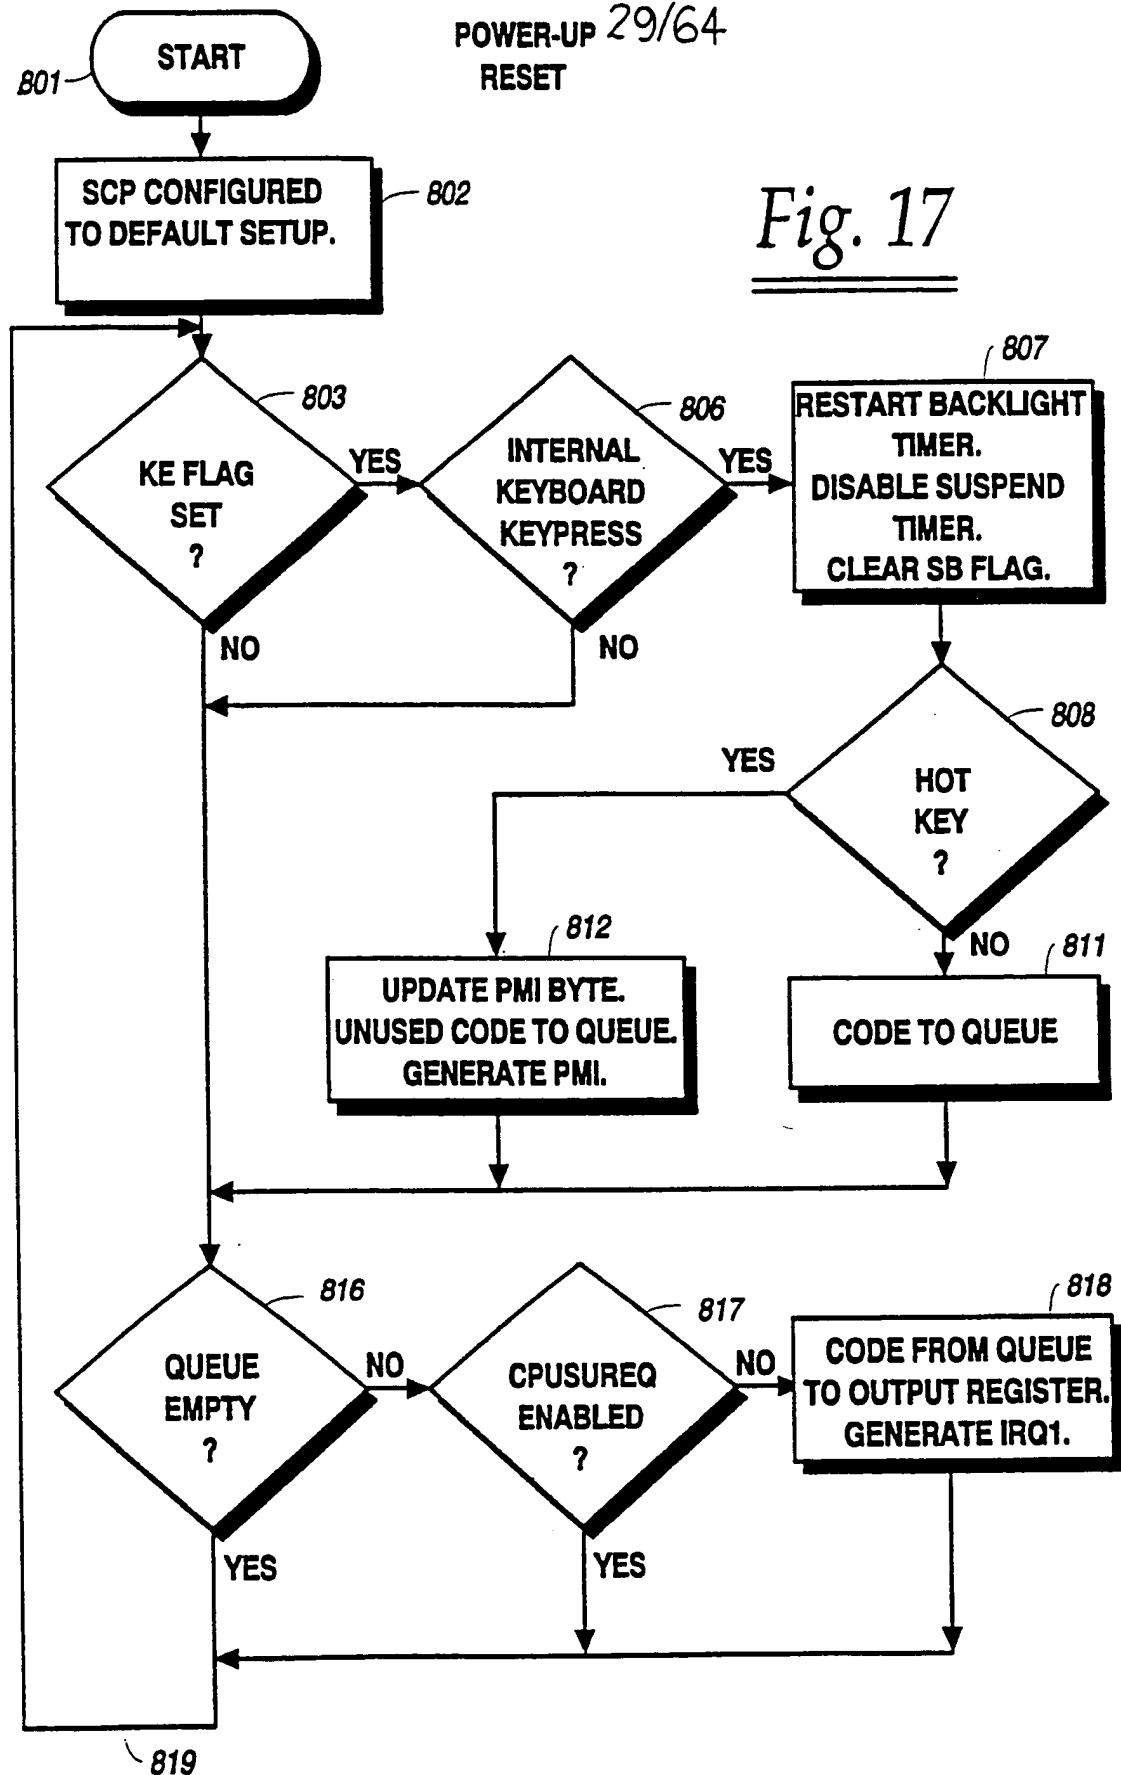 POWER-UP 29/64
RESET
START
801
SCP CONFIGURED
TO DEFAULT SETUP.
802
Fig. 17
803
KE FLAG
SET
?
YES
NO
806
INTERNAL
KEYBOARD
KEYPRESS
?
YES
NO
807
RESTART BACKLIGHT
TIMER.
DISABLE SUSPEND
TIMER.
CLEAR SB FLAG.
808
HOT
KEY
?
YES
NO
812
UPDATE PMI BYTE.
UNUSED CODE TO QUEUE.
GENERATE PMI.
811
CODE TO QUEUE
816
QUEUE
EMPTY
?
NO
YES
817
CPUSUREQ
ENABLED
?
NO
YES
818
CODE FROM QUEUE
TO OUTPUT REGISTER.
GENERATE IRQ1.
819